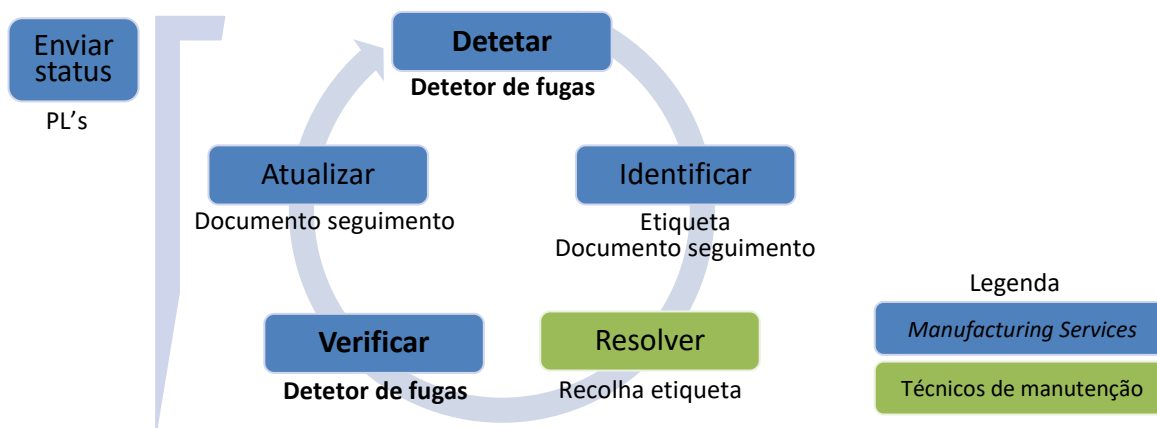 Enviar
status
PL's
Detetar
Detetor de fugas
Atualizar
Documento seguimento
Identificar
Etiqueta
Documento seguimento
Verificar
Detetor de fugas
Resolver
Recolha etiqueta
Legenda
Manufacturing Services
Técnicos de manutenção